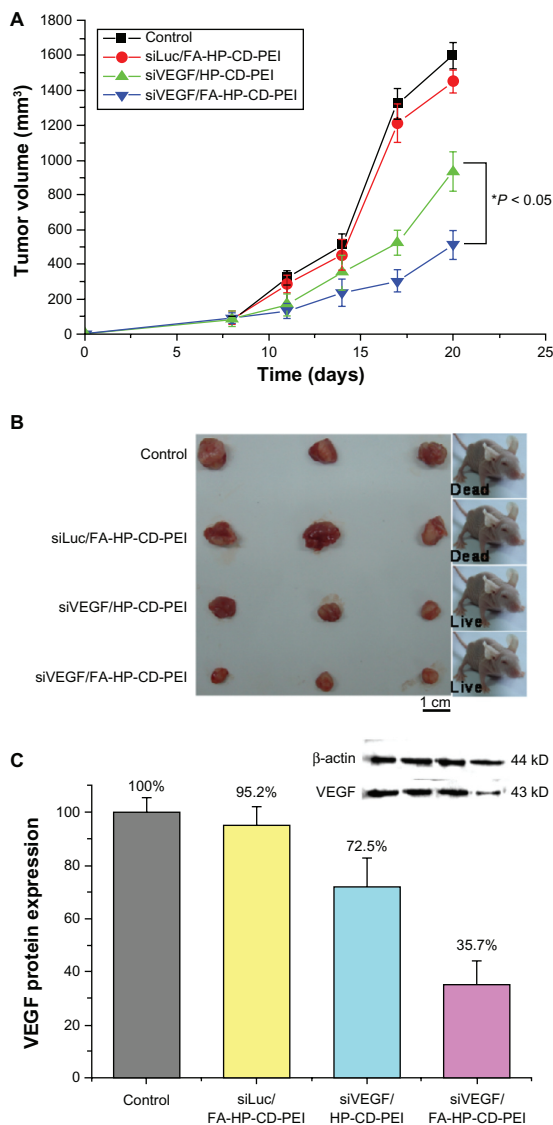 A
1800
1600
1400
1200
1000
800
600
400
200
0
Tumor volume (mm³)
Control
siLuc/FA-HP-CD-PEI
siVEGF/HP-CD-PEI
siVEGF/FA-HP-CD-PEI
*P < 0.05
0 5 10 15 20 25
Time (days)
B
Control
Dead
siLuc/FA-HP-CD-PEI
Dead
siVEGF/HP-CD-PEI
Live
siVEGF/FA-HP-CD-PEI
Live
1 cm
C
β-actin 44 kD
VEGF 43 kD
100
80
60
40
20
0
VEGF protein expression
100%
95.2%
72.5%
35.7%
Control
siLuc/
FA-HP-CD-PEI
siVEGF/
HP-CD-PEI
siVEGF/
FA-HP-CD-PEI